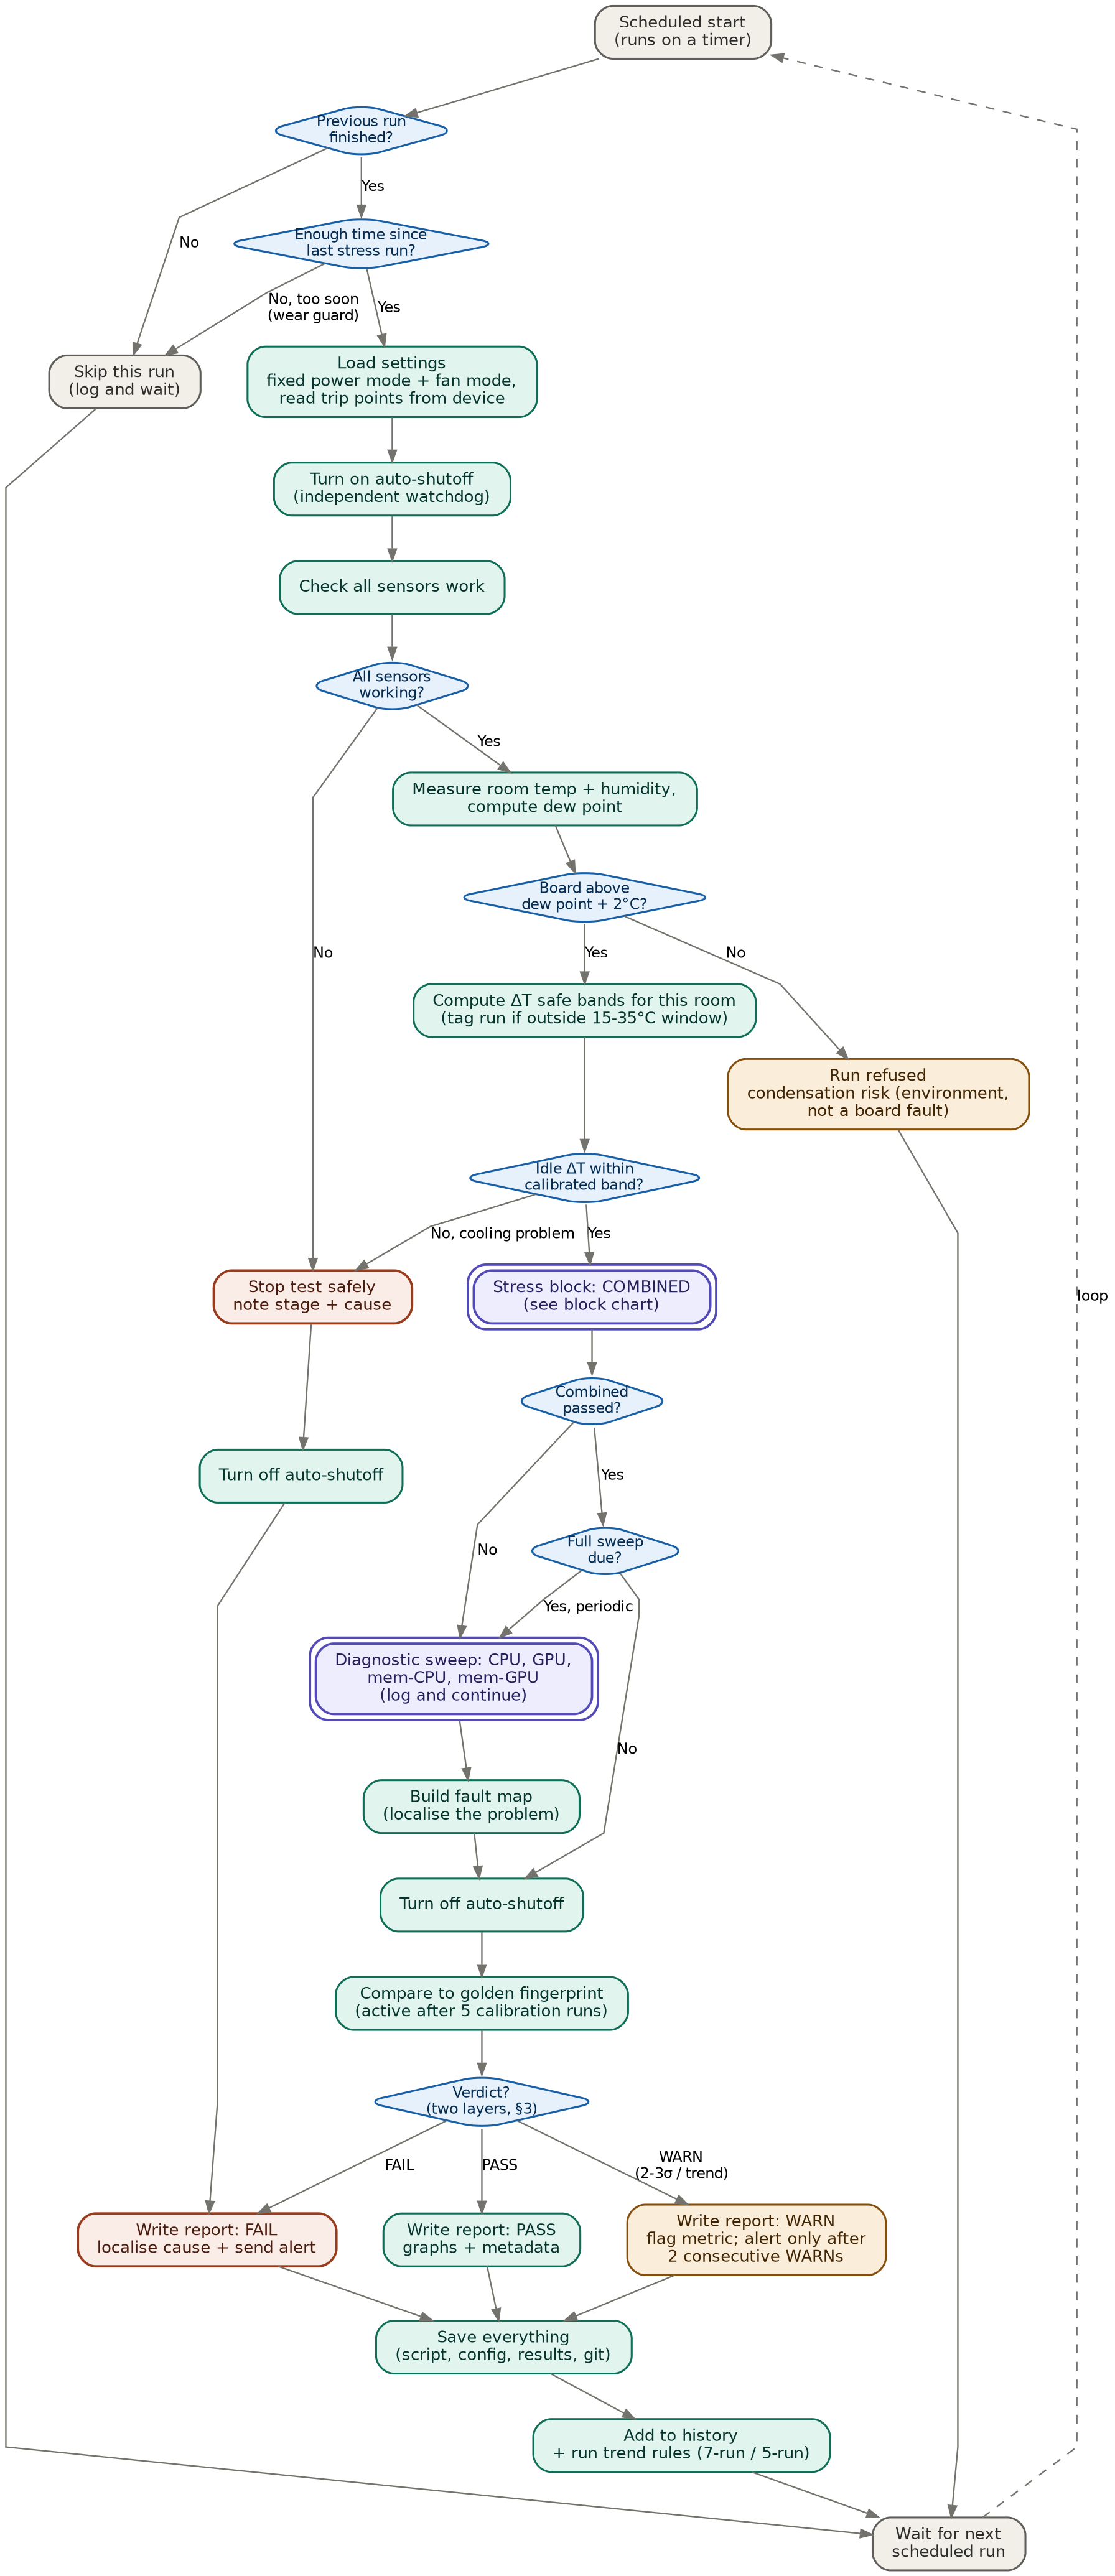 Scheduled start
(runs on a timer)
Previous run
finished?
Yes
No
Enough time since
last stress run?
No, too soon
(wear guard)
Yes
Skip this run
(log and wait)
Load settings
fixed power mode + fan mode,
read trip points from device
Turn on auto-shutoff
(independent watchdog)
Check all sensors work
All sensors
working?
Yes
Measure room temp + humidity,
compute dew point
Board above
dew point + 2°C?
No
Yes
No
Compute ΔT safe bands for this room
(tag run if outside 15-35°C window)
Run refused
condensation risk (environment,
not a board fault)
Idle ΔT within
calibrated band?
No, cooling problem
Yes
Stop test safely
note stage + cause
Stress block: COMBINED
(see block chart)
loop
Combined
passed?
Turn off auto-shutoff
Yes
No
Full sweep
due?
Yes, periodic
Diagnostic sweep: CPU, GPU,
mem-CPU, mem-GPU
(log and continue)
No
Build fault map
(localise the problem)
Turn off auto-shutoff
Compare to golden fingerprint
(active after 5 calibration runs)
Verdict?
(two layers, §3)
FAIL
PASS
WARN
(2-3σ / trend)
Write report: FAIL
localise cause + send alert
Write report: PASS
graphs + metadata
Write report: WARN
flag metric; alert only after
2 consecutive WARNs
Save everything
(script, config, results, git)
Add to history
+ run trend rules (7-run / 5-run)
Wait for next
scheduled run